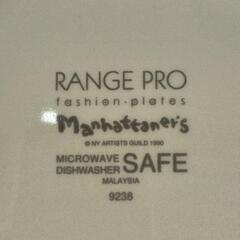 RANGE PRO
fashion·plates
Manhattaner's
© NY ARTISTS GUILD 1990
MICROWAVE
DISHWASHER SAFE
MALAYSIA
9238